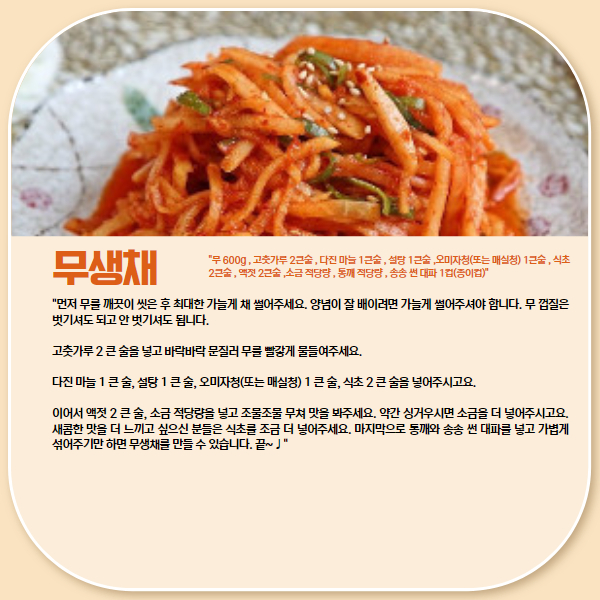 무생채
"무 600g , 고춧가루 2큰술 , 다진 마늘 1큰술 , 설탕 1큰술 ,오미자청(또는 매실청) 1큰술 , 식초
2큰술 , 액젓 2큰술 ,소금 적당량 , 통깨 적당량 , 송송 썬 대파 1컵(종이컵)"
"먼저 무를 깨끗이 씻은 후 최대한 가늘게 채 썰어주세요. 양념이 잘 배이려면 가늘게 썰어주셔야 합니다. 무 껍질은
벗기셔도 되고 안 벗기셔도 됩니다.
고춧가루 2 큰 술을 넣고 바락바락 문질러 무를 빨갛게 물들여주세요.
다진 마늘 1 큰 술, 설탕 1 큰 술, 오미자청(또는 매실청) 1 큰 술, 식초 2 큰 술을 넣어주시고요.
이어서 액젓 2 큰 술, 소금 적당량을 넣고 조물조물 무쳐 맛을 봐주세요. 약간 싱거우시면 소금을 더 넣어주시고요.
새콤한 맛을 더 느끼고 싶으신 분들은 식초를 조금 더 넣어주세요. 마지막으로 통깨와 송송 썬 대파를 넣고 가볍게
섞어주기만 하면 무생채를 만들 수 있습니다. 끝~♩"